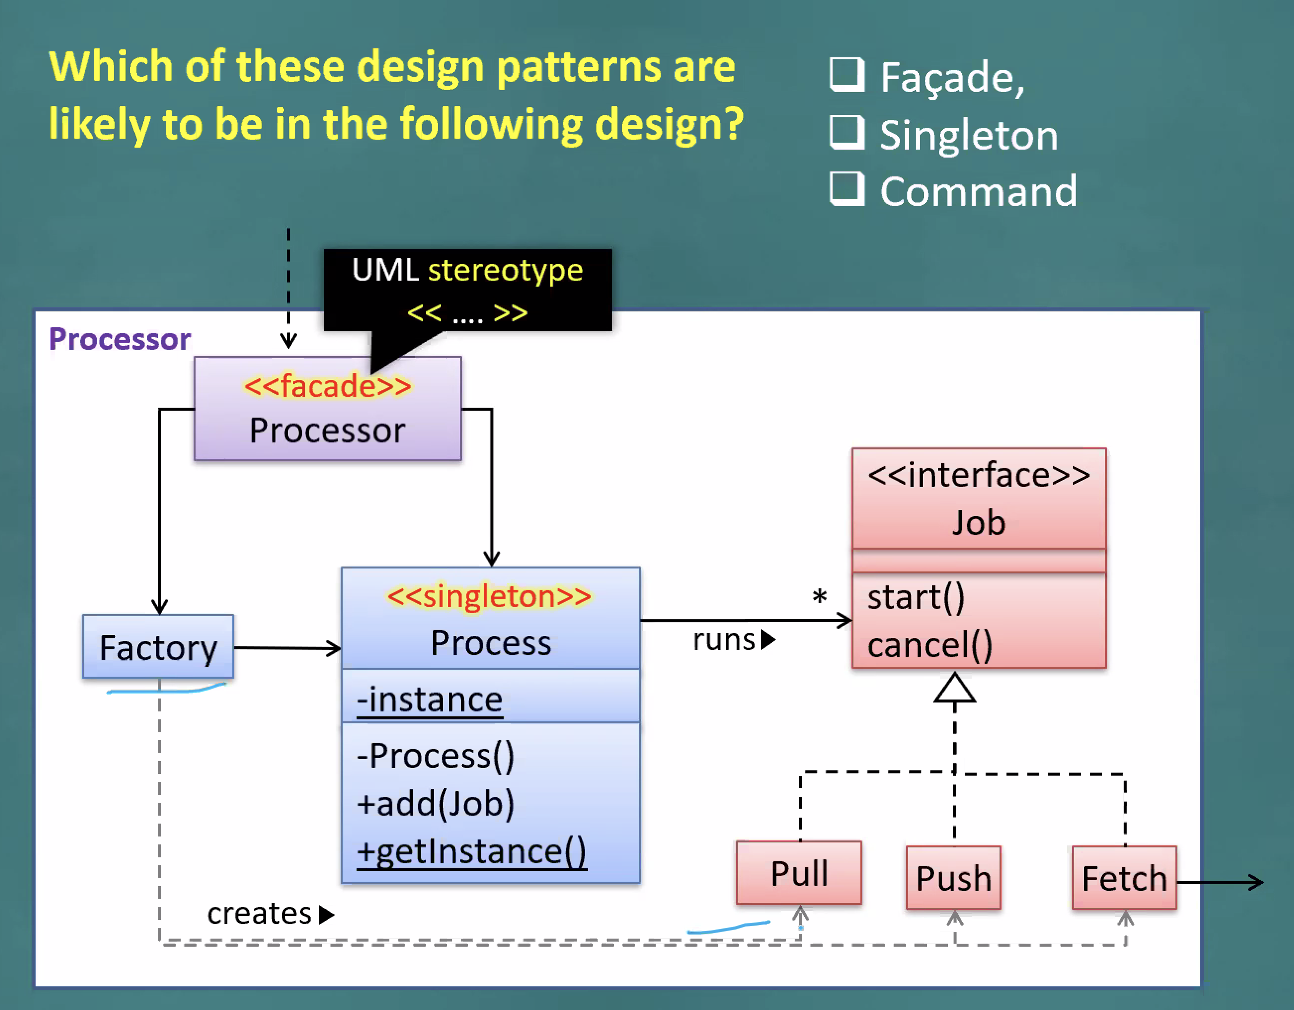 Which of these design patterns are
likely to be in the following design?
❑ Façade,
❑ Singleton
❑ Command
UML stereotype
<< .... >>
Processor
<<facade>>
Processor
<<interface>>
Job
start()
cancel()
Factory
<<singleton>>
Process
-instance
-Process()
+add(Job)
+getInstance()
*
runs▶
Pull
Push
Fetch
creates▶